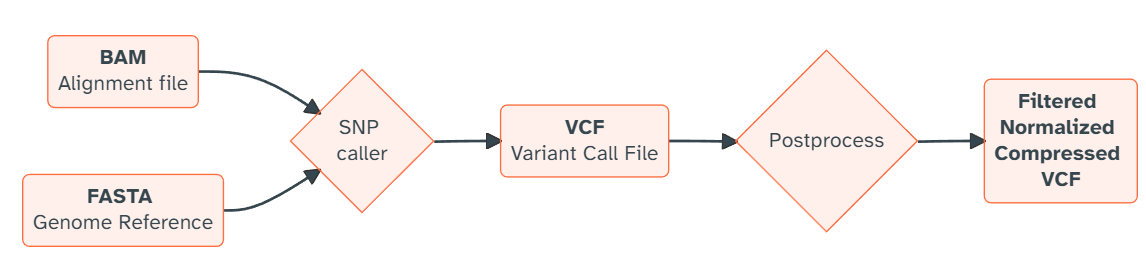 BAM
Alignment file
FASTA
Genome Reference
SNP
caller
VCF
Variant Call File
Postprocess
Filtered
Normalized
Compressed
VCF